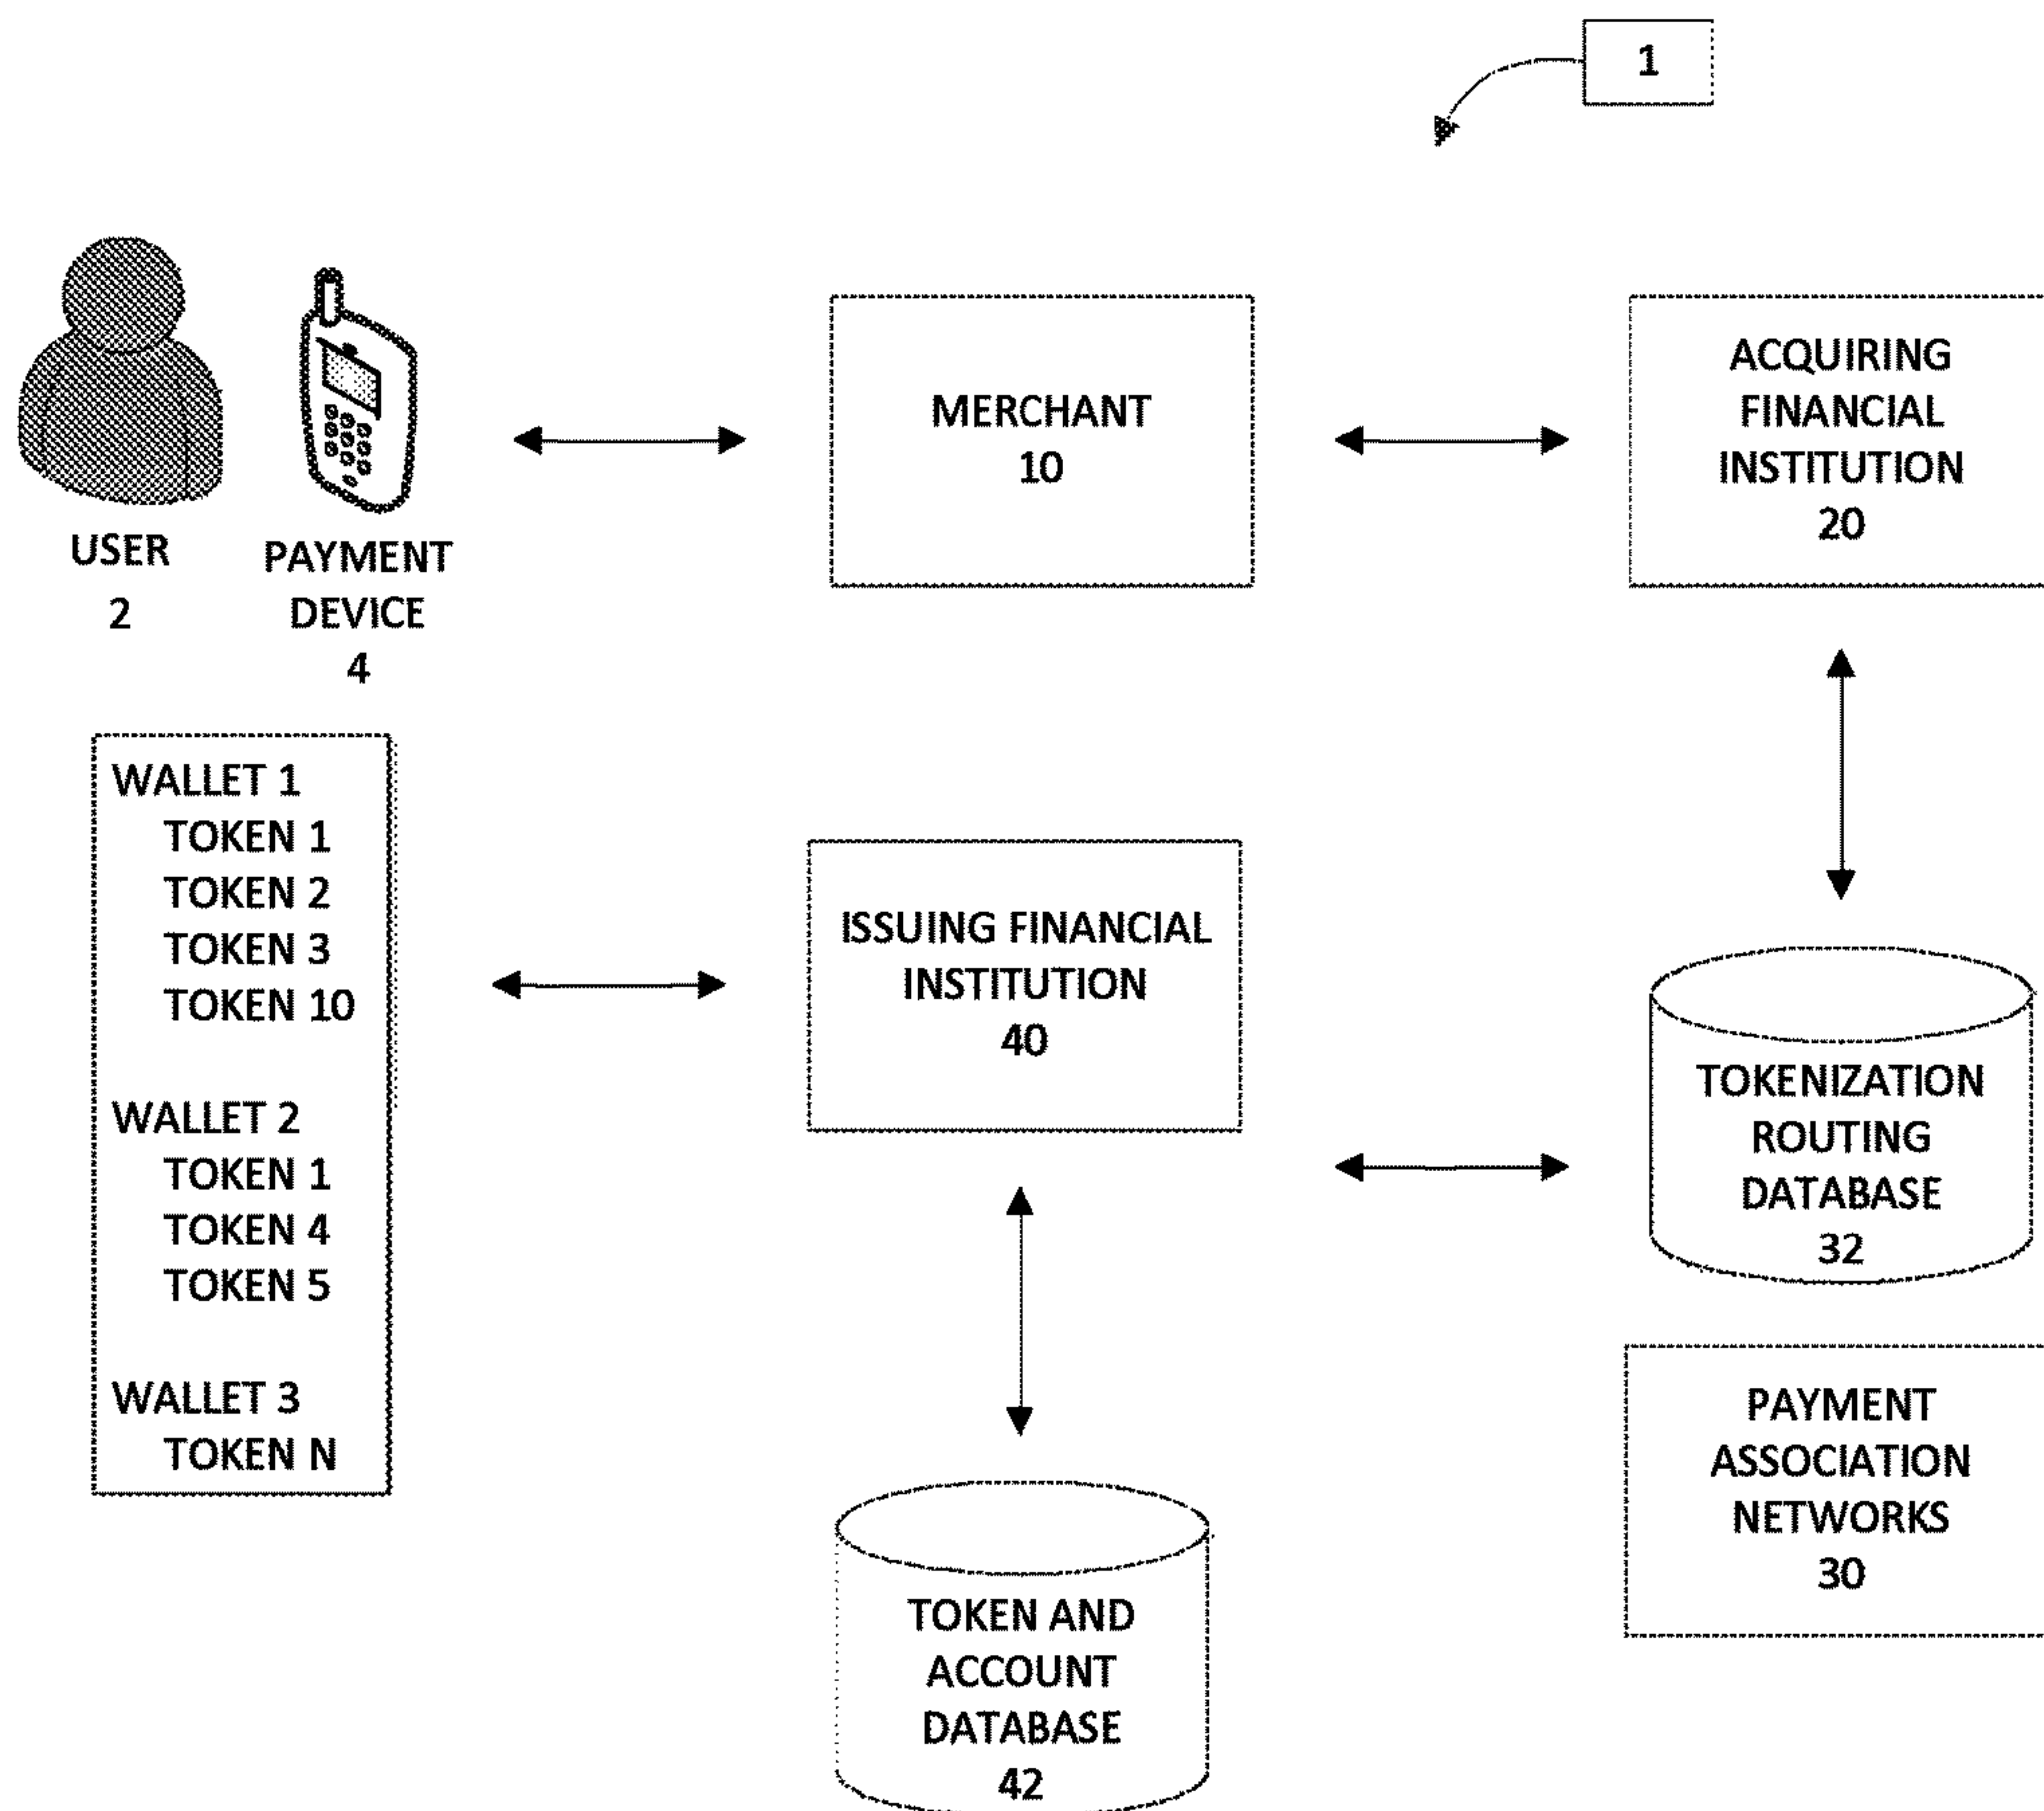 1
USER
2
PAYMENT
DEVICE
4
MERCHANT
10
ACQUIRING
FINANCIAL
INSTITUTION
20
WALLET 1
TOKEN 1
TOKEN 2
TOKEN 3
TOKEN 10
WALLET 2
TOKEN 1
TOKEN 4
TOKEN 5
WALLET 3
TOKEN N
ISSUING FINANCIAL
INSTITUTION
40
TOKENIZATION
ROUTING
DATABASE
32
PAYMENT
ASSOCIATION
NETWORKS
30
TOKEN AND
ACCOUNT
DATABASE
42